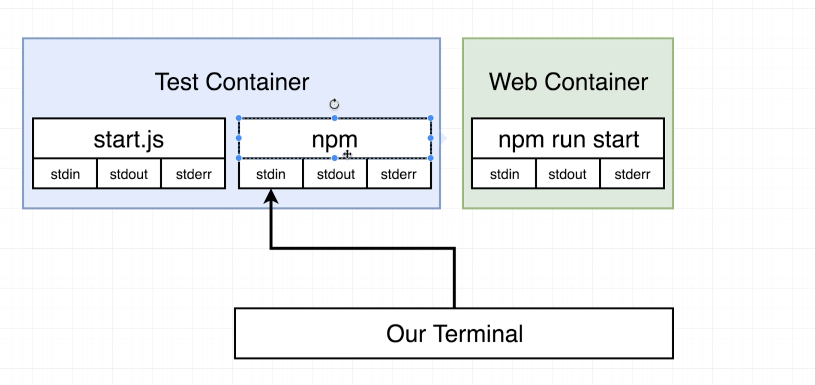 Test Container
Web Container
start.js
npm
npm run start
stdin stdout stderr
stdin stdout stderr
stdin stdout stderr
Our Terminal